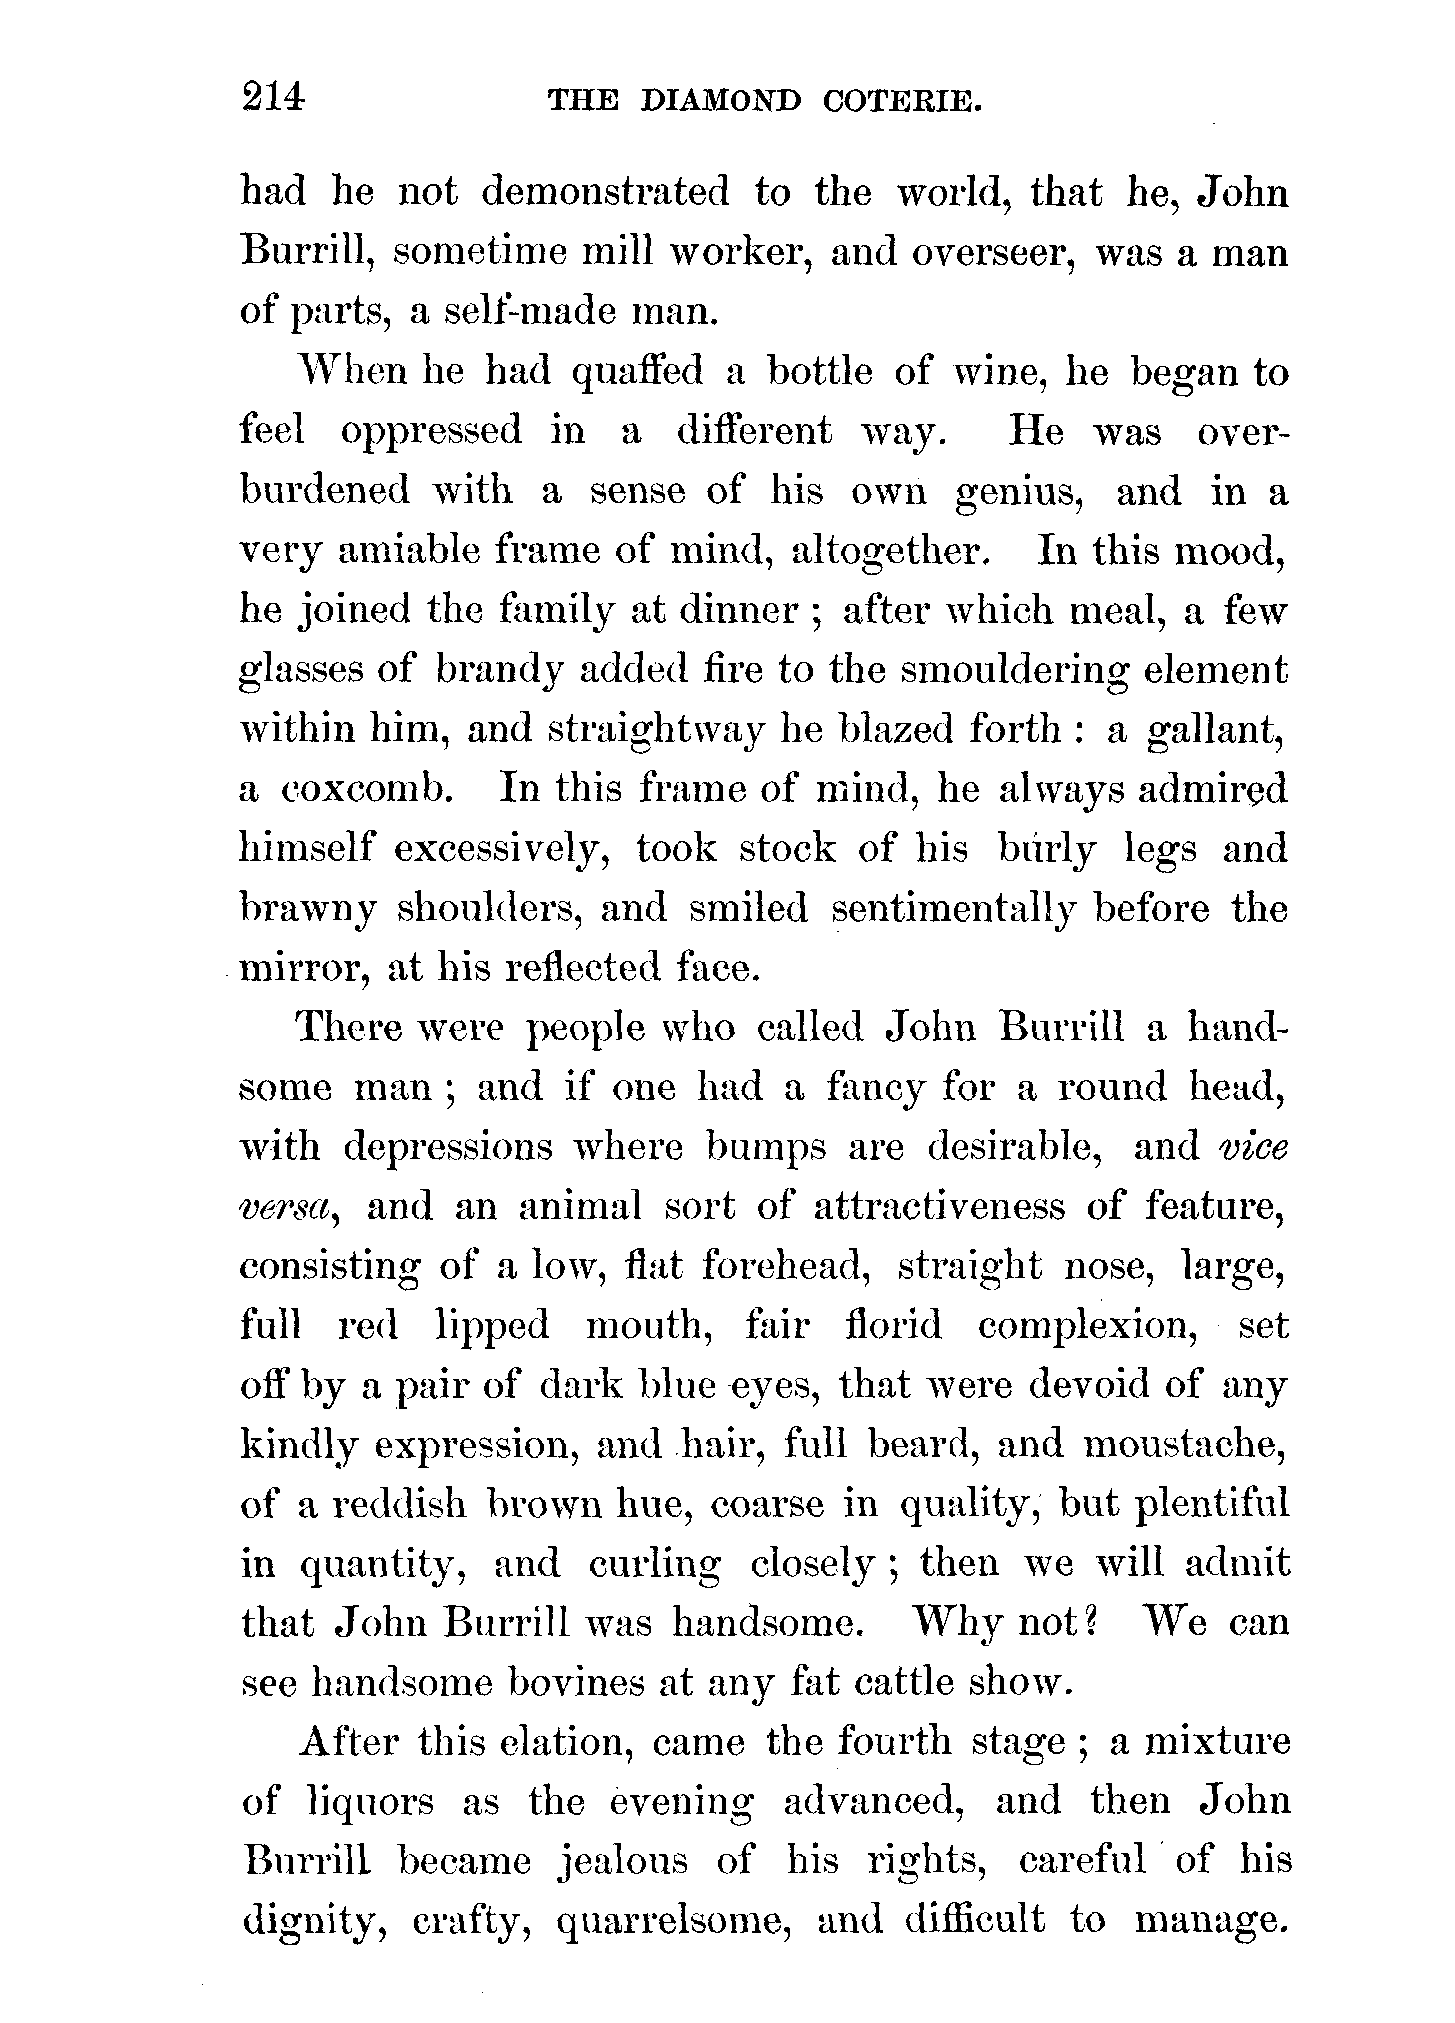 214 THE DIAMOND COTERIE.
had he not demonstrated to the world, that he, John
Burrill, sometime mill worker, and overseer, was a man
of parts, a self-made man.
When he had quaffed a bottle of wine, he began to
feel oppressed in a different way. He was over-
burdened with a sense of his own genius, and in a
very amiable frame of mind, altogether. In this mood,
he joined the family at dinner ; after which meal, a few
glasses of brandy added fire to the smouldering element
within him, and straightway he blazed forth : a gallant,
a coxcomb. In this frame of mind, he always admired
himself excessively, took stock of his burly legs and
brawny shoulders, and smiled sentimentally before the
mirror, at his reflected face.
There were people who called John Burrill a hand-
some man ; and if one had a fancy for a round head,
with depressions where bumps are desirable, and vice
versa, and an animal sort of attractiveness of feature,
consisting of a low, flat forehead, straight nose, large,
full red lipped mouth, fair florid complexion, set
off by a pair of dark blue eyes, that were devoid of any
kindly expression, and hair, full beard, and moustache,
of a reddish brown hue, coarse in quality, but plentiful
in quantity, and curling closely ; then we will admit
that John Burrill was handsome. Why not? We can
see handsome bovines at any fat cattle show.
After this elation, came the fourth stage ; a mixture
of liquors as the evening advanced, and then John
Burrill became jealous of his rights, careful of his
dignity, crafty, quarrelsome, and difficult to manage.